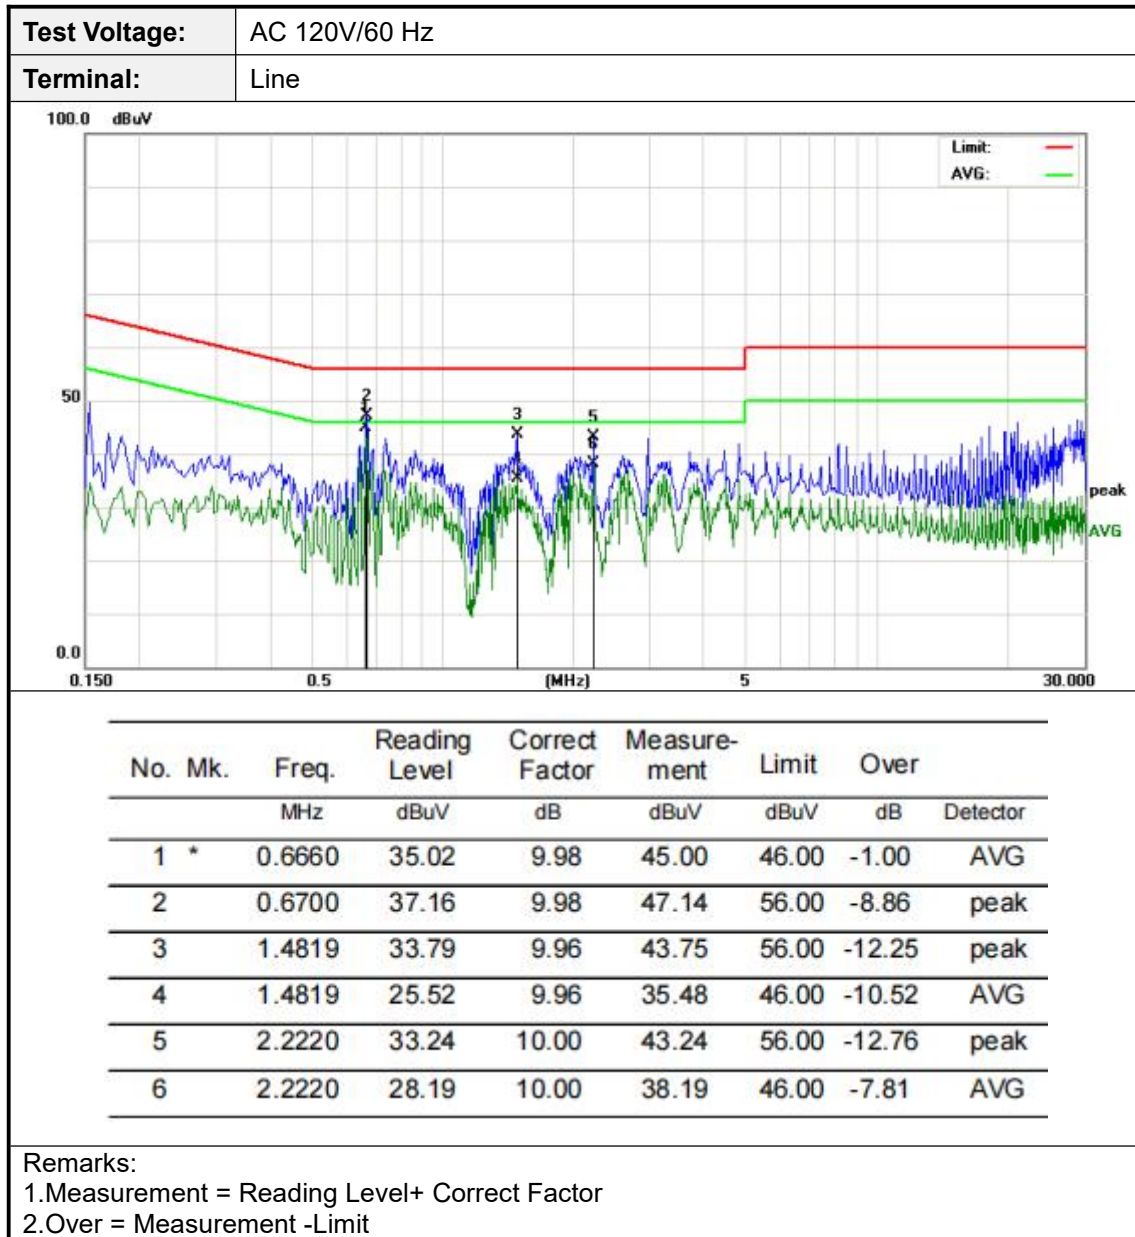 Test Voltage: AC 120V/60 Hz
Terminal: Line
100.0 dBuV
Limit:
AVG:
50
2
3
5
peak
AVG
0.0
0.150 0.5 (MHz) 5 30.000
No. Mk. Freq. Reading Level Correct Factor Measure-ment Limit Over
MHz dBuV dB dBuV dBuV dB Detector
1 * 0.6660 35.02 9.98 45.00 46.00 -1.00 AVG
2 0.6700 37.16 9.98 47.14 56.00 -8.86 peak
3 1.4819 33.79 9.96 43.75 56.00 -12.25 peak
4 1.4819 25.52 9.96 35.48 46.00 -10.52 AVG
5 2.2220 33.24 10.00 43.24 56.00 -12.76 peak
6 2.2220 28.19 10.00 38.19 46.00 -7.81 AVG
Remarks:
1.Measurement = Reading Level+ Correct Factor
2.Over = Measurement -Limit